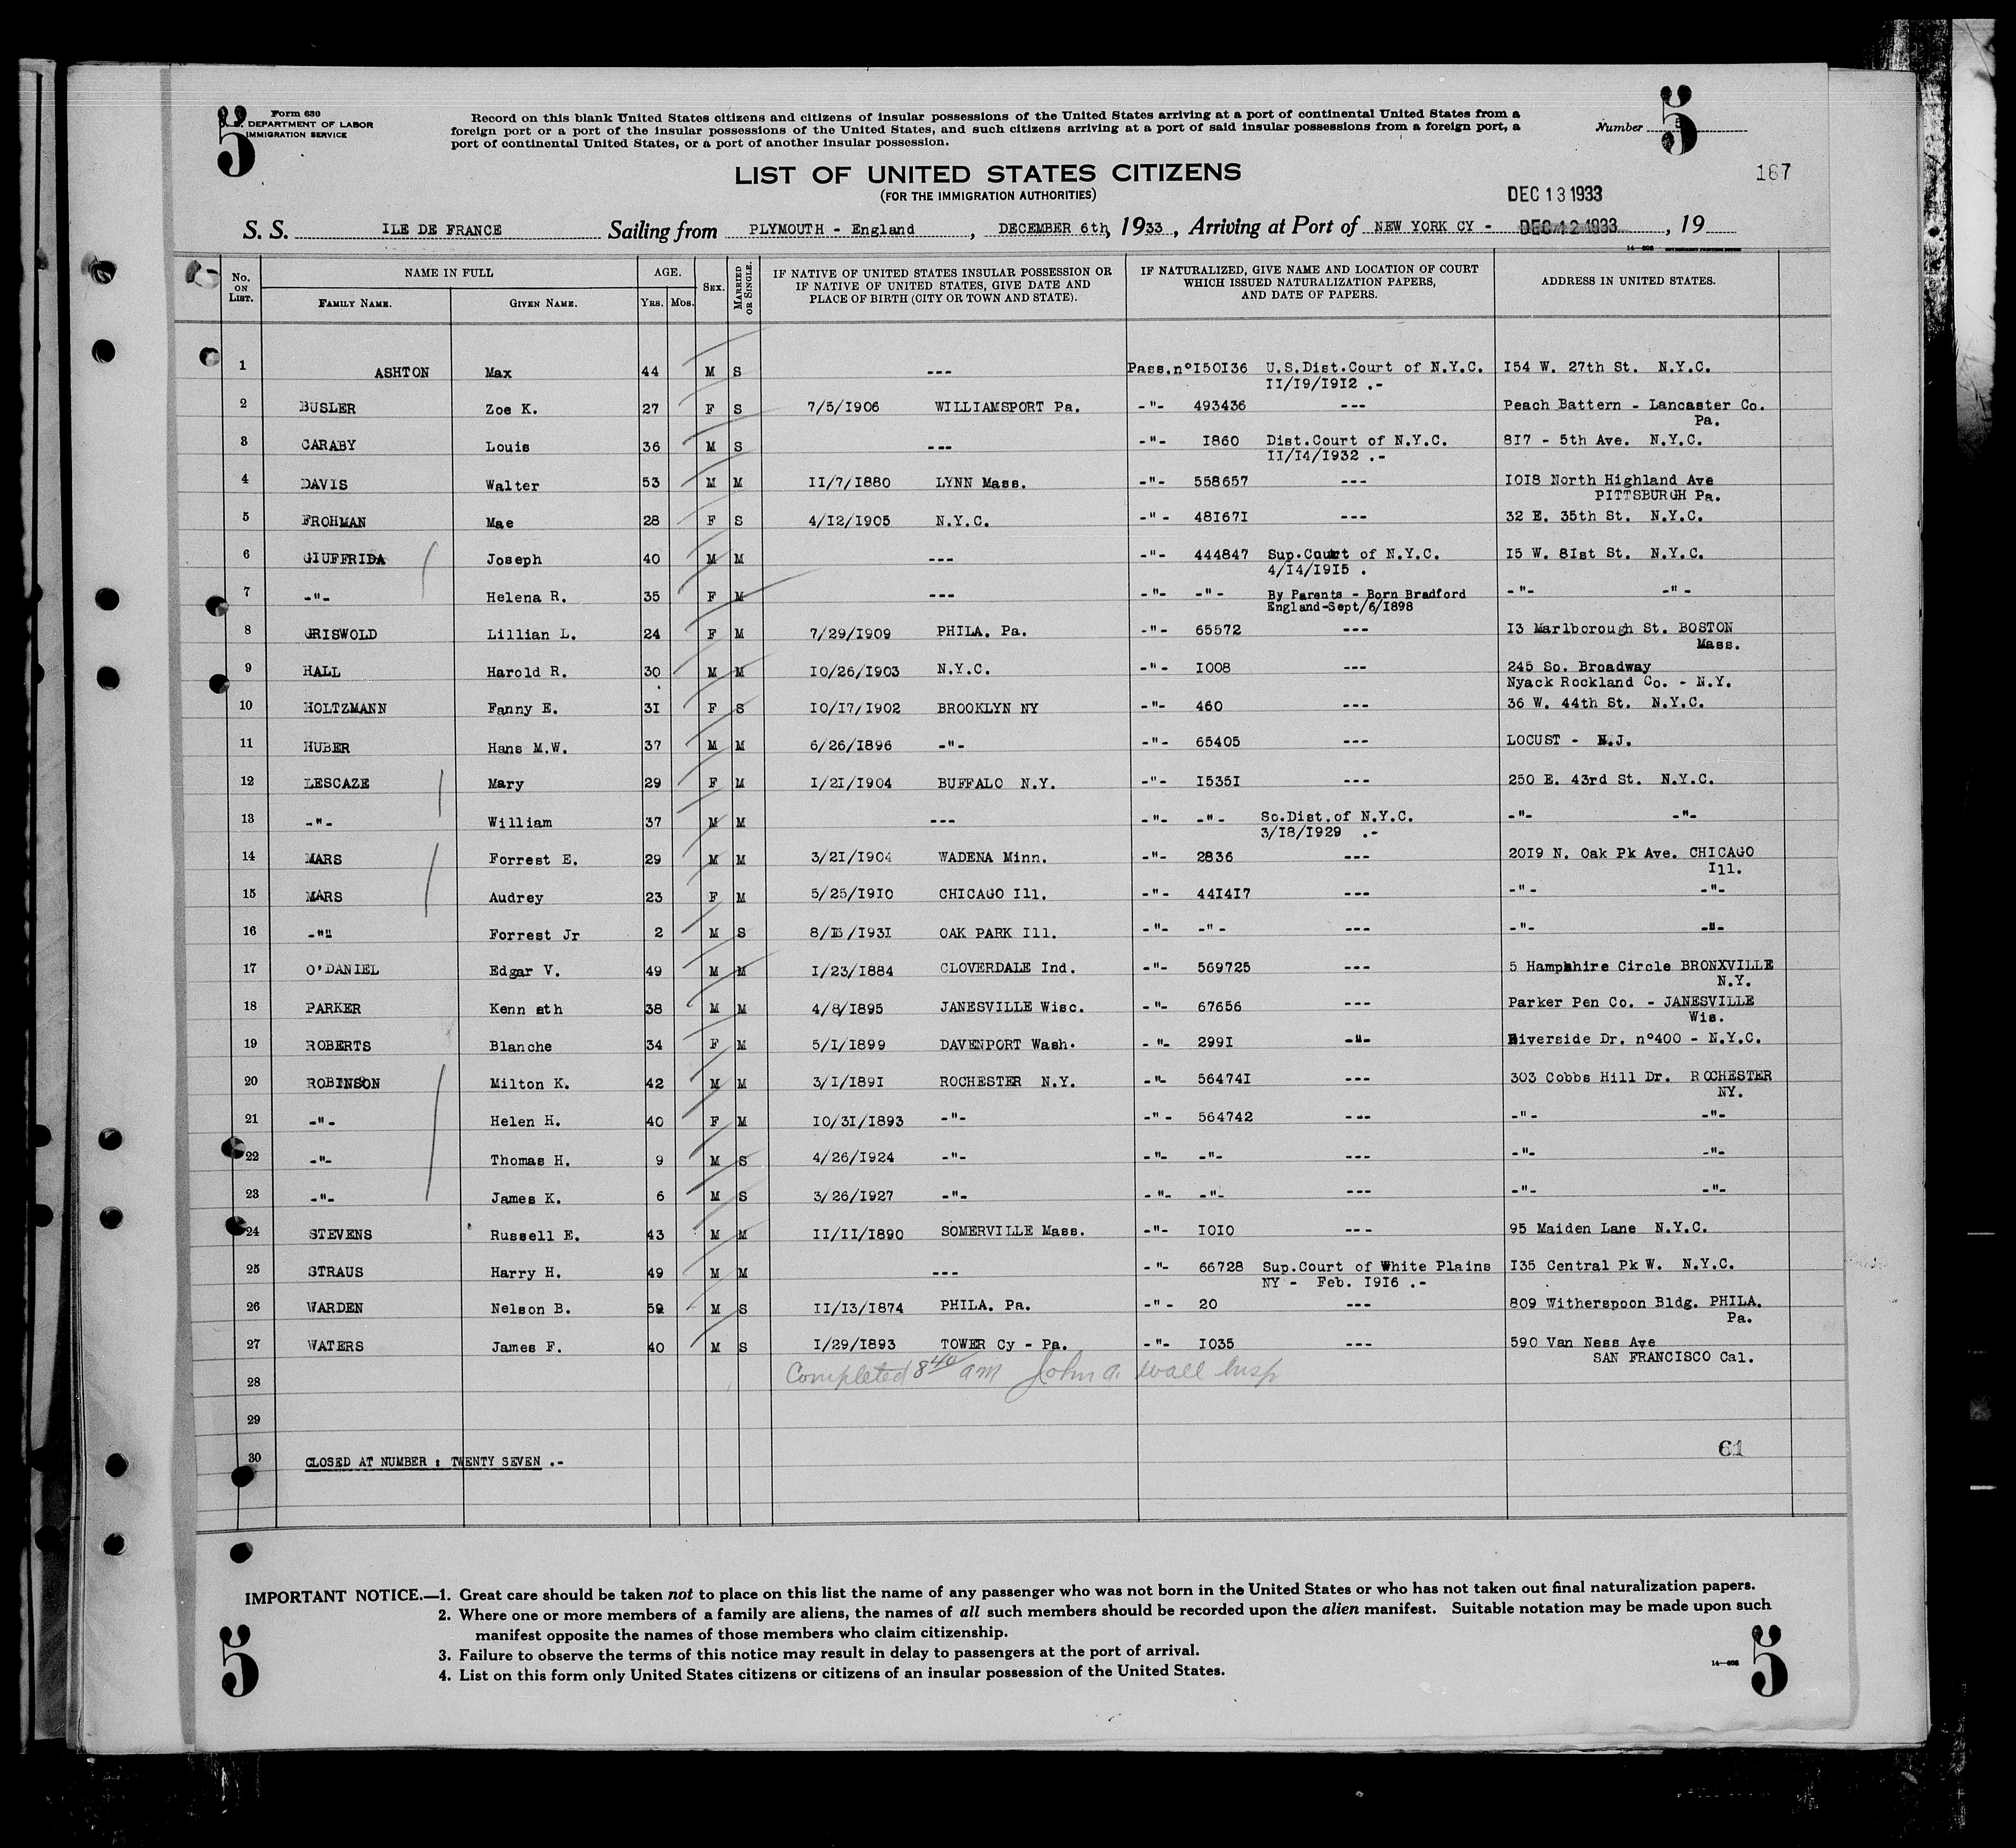 5
Form 630
U. S. DEPARTMENT OF LABOR
IMMIGRATION SERVICE
Record on this blank United States citizens and citizens of insular possessions of the United States arriving at a port of continental United States from a
foreign port or a port of the insular possessions of the United States, and such citizens arriving at a port of said insular possessions from a foreign port, a
port of continental United States, or a port of another insular possession.
Number 5
5
167
LIST OF UNITED STATES CITIZENS
(FOR THE IMMIGRATION AUTHORITIES)
DEC 13 1933
S. S. ILE DE FRANCE Sailing from PLYMOUTH - England , DECEMBER 6th, 1933 , Arriving at Port of NEW YORK CY - DEC 12 1933 , 19
No. ON LIST. NAME IN FULL FAMILY NAME. GIVEN NAME. AGE. YRS. MOS. SEX. MARRIED OR SINGLE.
IF NATIVE OF UNITED STATES INSULAR POSSESSION OR
IF NATIVE OF UNITED STATES, GIVE DATE AND
PLACE OF BIRTH (CITY OR TOWN AND STATE).
IF NATURALIZED, GIVE NAME AND LOCATION OF COURT
WHICH ISSUED NATURALIZATION PAPERS,
AND DATE OF PAPERS.
ADDRESS IN UNITED STATES.
1 ASHTON Max 44 M S --- Pass.nº150136 U.S.Dist.Court of N.Y.C. 154 W. 27th St. N.Y.C.
11/19/1912 .-
2 BUSLER Zoe K. 27 F S 7/5/1906 WILLIAMSPORT Pa. -"- 493436 --- Peach Battern - Lancaster Co.
Pa.
3 CARABY Louis 36 M S --- -"- 1860 Dist.Court of N.Y.C. 817 - 5th Ave. N.Y.C.
11/14/1932 .-
4 DAVIS Walter 53 M M 11/7/1880 LYNN Mass. -"- 558657 --- 1018 North Highland Ave
PITTSBURGH Pa.
5 FROHMAN Mae 28 F S 4/12/1905 N.Y.C. -"- 481671 --- 32 E. 35th St. N.Y.C.
6 GIUFFRIDA Joseph 40 M M --- -"- 444847 Sup.Court of N.Y.C. 15 W. 81st St. N.Y.C.
4/14/1915 .
7 -"- Helena R. 35 F M --- -"- -"- By Parents - Born Bradford -"- -"-
England-Sept/6/1898
8 GRISWOLD Lillian L. 24 F M 7/29/1909 PHILA. Pa. -"- 65572 --- 13 Marlborough St. BOSTON
Mass.
9 HALL Harold R. 30 M M 10/26/1903 N.Y.C. -"- 1008 --- 245 So. Broadway
Nyack Rockland Co. - N.Y.
10 HOLTZMANN Fanny E. 31 F S 10/17/1902 BROOKLYN NY -"- 460 --- 36 W. 44th St. N.Y.C.
11 HUBER Hans M.W. 37 M M 6/26/1896 -"- -"- 65405 --- LOCUST - N.J.
12 LESCAZE Mary 29 F M 1/21/1904 BUFFALO N.Y. -"- 15351 250 E. 43rd St. N.Y.C.
13 -"- William 37 M M --- -"- -"- So.Dist.of N.Y.C. -"- -"-
3/18/1929 .-
14 MARS Forrest E. 29 M M 3/21/1904 WADENA Minn. -"- 2836 --- 2019 N. Oak Pk Ave. CHICAGO
Ill.
15 MARS Audrey 23 F M 5/25/1910 CHICAGO Ill. -"- 441417 --- -"- -"-
16 -"- Forrest Jr 2 M S 8/ /1931 OAK PARK Ill. -"- -"- --- -"- -"-
17 O'DANIEL Edgar V. 49 M M 1/23/1884 CLOVERDALE Ind. -"- 569725 --- 5 Hampshire Circle BRONXVILLE
N.Y.
18 PARKER Kenneth 38 M M 4/8/1895 JANESVILLE Wisc. -"- 67656 --- Parker Pen Co. - JANESVILLE
Wis.
19 ROBERTS Blanche 34 F M 5/1/1899 DAVENPORT Wash. -"- 2991 -"- Riverside Dr. nº400 - N.Y.C.
20 ROBINSON Milton K. 42 M M 3/1/1891 ROCHESTER N.Y. -"- 564741 --- 303 Cobbs Hill Dr. ROCHESTER
NY.
21 -"- Helen H. 40 F M 10/31/1893 -"- -"- 564742 --- -"- -"-
22 -"- Thomas H. 9 M S 4/26/1924 -"- -"- -"- --- -"- -"-
23 -"- James K. 6 M S 3/26/1927 -"- -"- -"- --- -"- -"-
24 STEVENS Russell E. 43 M M 11/11/1890 SOMERVILLE Mass. -"- 1010 --- 95 Maiden Lane N.Y.C.
25 STRAUS Harry H. 49 M M --- -"- 66728 Sup.Court of White Plains 135 Central Pk W. N.Y.C.
NY - Feb. 1916 .-
26 WARDEN Nelson B. 59 M S 11/13/1874 PHILA. Pa. -"- 20 --- 809 Witherspoon Bldg. PHILA.
Pa.
27 WATERS James F. 40 M S 1/29/1893 TOWER Cy - Pa. -"- 1035 --- 590 Van Ness Ave
SAN FRANCISCO Cal.
Completed 8 40 am John A. Wall Insp
28
29
30 CLOSED AT NUMBER : TWENTY SEVEN .-
61
IMPORTANT NOTICE.—1. Great care should be taken not to place on this list the name of any passenger who was not born in the United States or who has not taken out final naturalization papers.
2. Where one or more members of a family are aliens, the names of all such members should be recorded upon the alien manifest. Suitable notation may be made upon such
manifest opposite the names of those members who claim citizenship.
3. Failure to observe the terms of this notice may result in delay to passengers at the port of arrival.
4. List on this form only United States citizens or citizens of an insular possession of the United States.
5
5